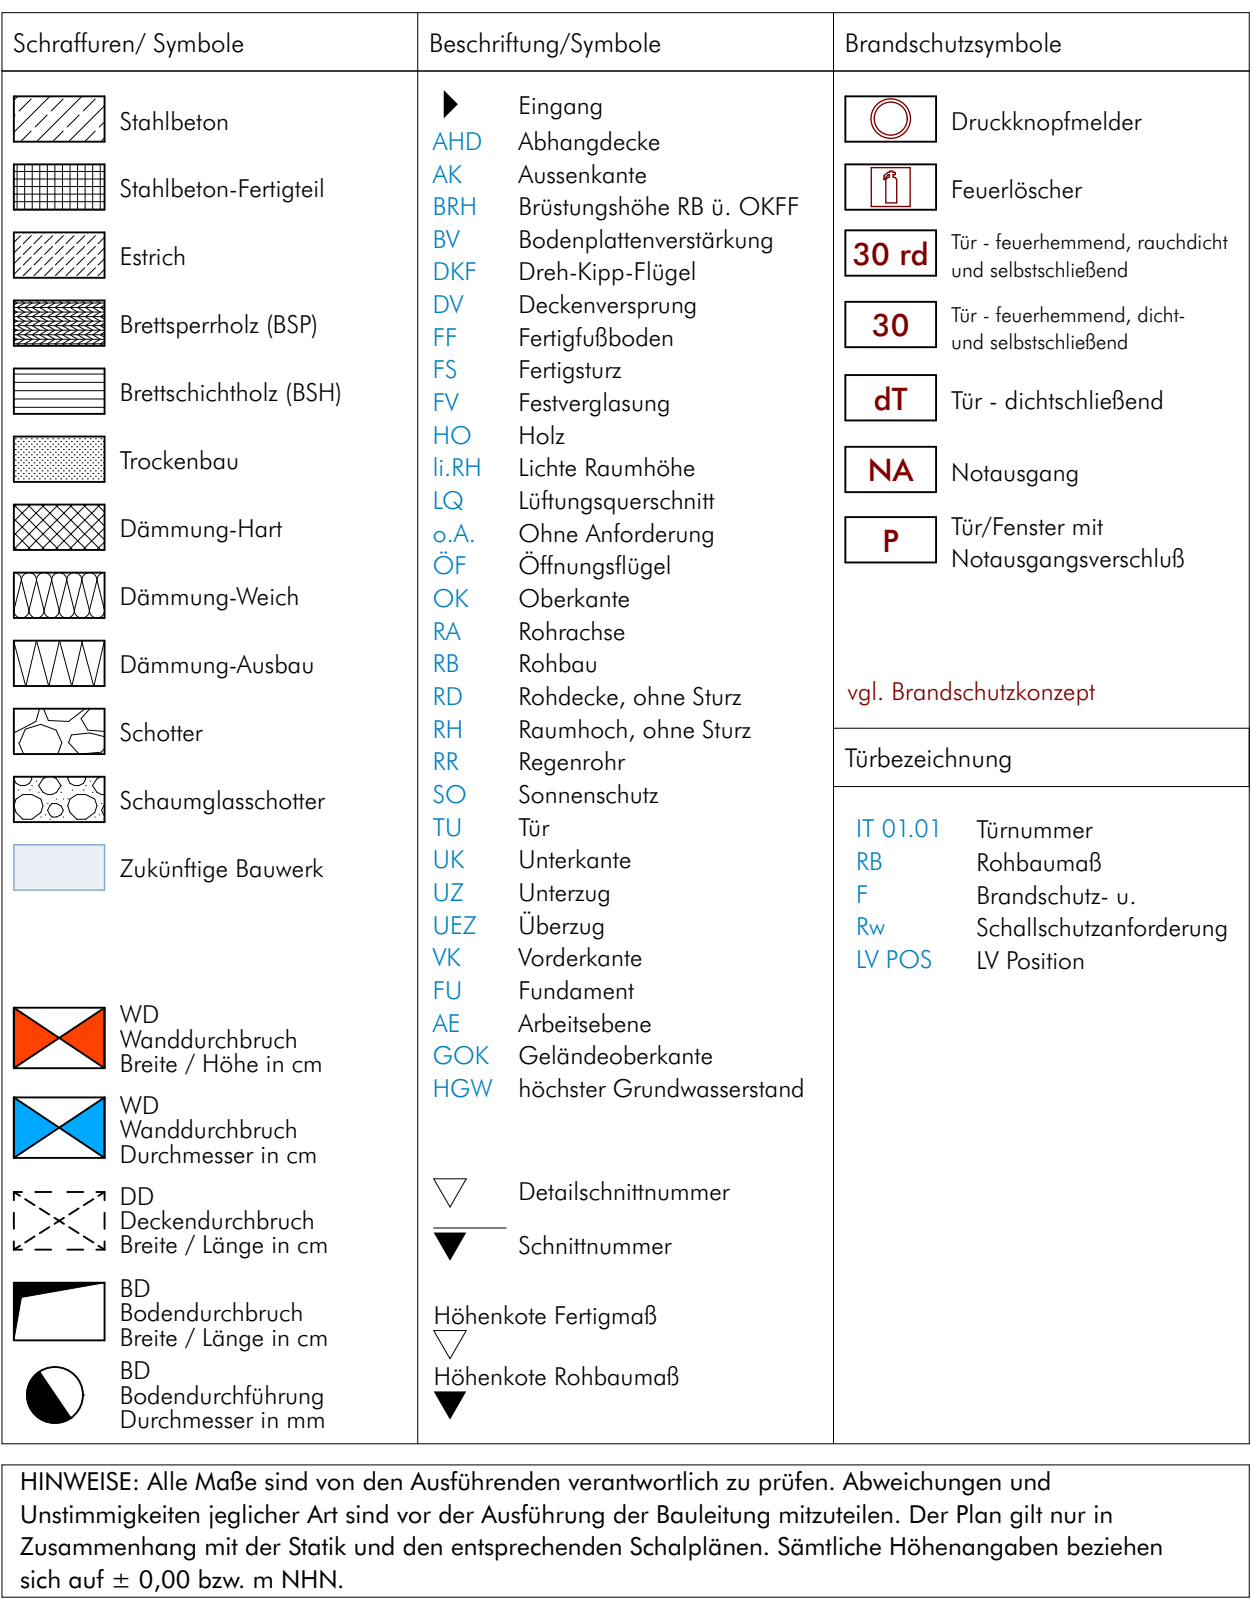 Schraffuren/ Symbole
Stahlbeton
Stahlbeton-Fertigteil
Estrich
Brettsperrholz (BSP)
Brettschichtholz (BSH)
Trockenbau
Dämmung-Hart
Dämmung-Weich
Dämmung-Ausbau
Schotter
Schaumglasschotter
Zukünftige Bauwerk
WD
Wanddurchbruch
Breite / Höhe in cm
WD
Wanddurchbruch
Durchmesser in cm
DD
Deckendurchbruch
Breite / Länge in cm
BD
Bodendurchbruch
Breite / Länge in cm
BD
Bodendurchführung
Durchmesser in mm
Beschriftung/Symbole
Eingang
AHD Abhangdecke
AK Aussenkante
BRH Brüstungshöhe RB ü. OKFF
BV Bodenplattenverstärkung
DKF Dreh-Kipp-Flügel
DV Deckenversprung
FF Fertigfußboden
FS Fertigsturz
FV Festverglasung
HO Holz
li.RH Lichte Raumhöhe
LQ Lüftungsquerschnitt
o.A. Ohne Anforderung
ÖF Öffnungsflügel
OK Oberkante
RA Rohrachse
RB Rohbau
RD Rohdecke, ohne Sturz
RH Raumhoch, ohne Sturz
RR Regenrohr
SO Sonnenschutz
TU Tür
UK Unterkante
UZ Unterzug
UEZ Überzug
VK Vorderkante
FU Fundament
AE Arbeitsebene
GOK Geländeoberkante
HGW höchster Grundwasserstand
Detailschnittnummer
Schnittnummer
Höhenkote Fertigmaß
Höhenkote Rohbaumaß
Brandschutzsymbole
Druckknopfmelder
Feuerlöscher
30 rd Tür - feuerhemmend, rauchdicht
und selbstschließend
30 Tür - feuerhemmend, dicht-
und selbstschließend
dT Tür - dichtschließend
NA Notausgang
P Tür/Fenster mit
Notausgangsverschluß
vgl. Brandschutzkonzept
Türbezeichnung
IT 01.01 Türnummer
RB Rohbaumaß
F Brandschutz- u.
Rw Schallschutzanforderung
LV POS LV Position
HINWEISE: Alle Maße sind von den Ausführenden verantwortlich zu prüfen. Abweichungen und
Unstimmigkeiten jeglicher Art sind vor der Ausführung der Bauleitung mitzuteilen. Der Plan gilt nur in
Zusammenhang mit der Statik und den entsprechenden Schalplänen. Sämtliche Höhenangaben beziehen
sich auf ± 0,00 bzw. m NHN.